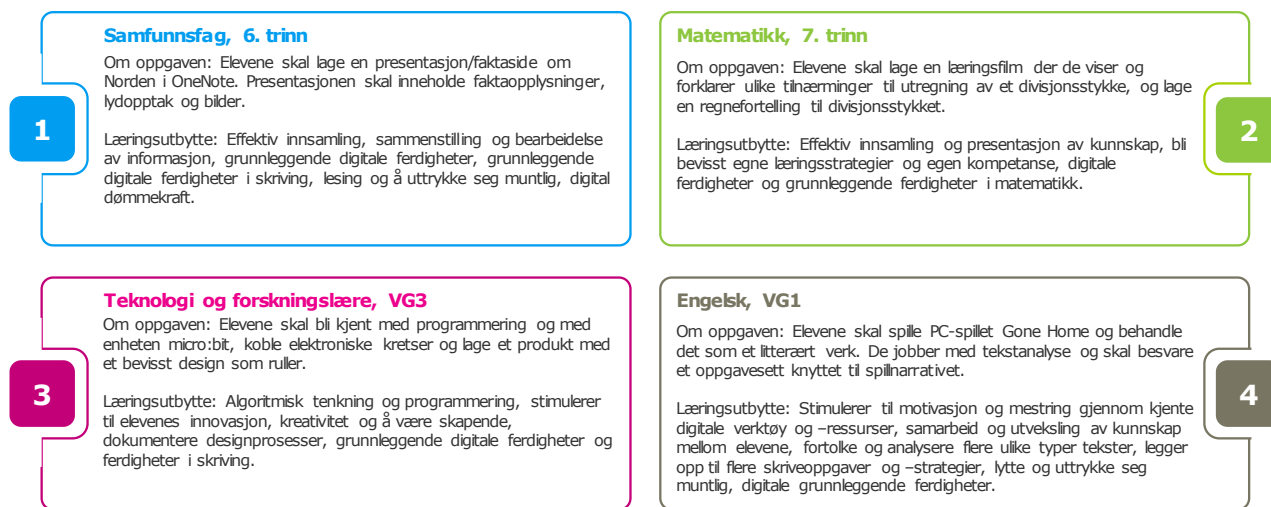 1
Samfunnsfag, 6. trinn
Om oppgaven: Elevene skal lage en presentasjon/faktaside om
Norden i OneNote. Presentasjonen skal inneholde faktaopplysninger,
lydopptak og bilder.
Læringsutbytte: Effektiv innsamling, sammenstilling og bearbeidelse
av informasjon, grunnleggende digitale ferdigheter, grunnleggende
digitale ferdigheter i skriving, lesing og å uttrykke seg muntlig, digital
dømmekraft.
2
Matematikk, 7. trinn
Om oppgaven: Elevene skal lage en læringsfilm der de viser og
forklarer ulike tilnærminger til utregning av et divisjonsstykke, og lage
en regnefortelling til divisjonsstykket.
Læringsutbytte: Effektiv innsamling og presentasjon av kunnskap, bli
bevisst egne læringsstrategier og egen kompetanse, digitale
ferdigheter og grunnleggende ferdigheter i matematikk.
3
Teknologi og forskningslære, VG3
Om oppgaven: Elevene skal bli kjent med programmering og med
enheten micro:bit, koble elektroniske kretser og lage et produkt med
et bevisst design som ruller.
Læringsutbytte: Algoritmisk tenkning og programmering, stimulerer
til elevenes innovasjon, kreativitet og å være skapende,
dokumentere designprosesser, grunnleggende digitale ferdigheter og
ferdigheter i skriving.
4
Engelsk, VG1
Om oppgaven: Elevene skal spille PC-spillet Gone Home og behandle
det som et litterært verk. De jobber med tekstanalyse og skal besvare
et oppgavesett knyttet til spillnarrativet.
Læringsutbytte: Stimulerer til motivasjon og mestring gjennom kjente
digitale verktøy og –ressurser, samarbeid og utveksling av kunnskap
mellom elevene, fortolke og analysere flere ulike typer tekster, legger
opp til flere skriveoppgaver og –strategier, lytte og uttrykke seg
muntlig, digitale grunnleggende ferdigheter.